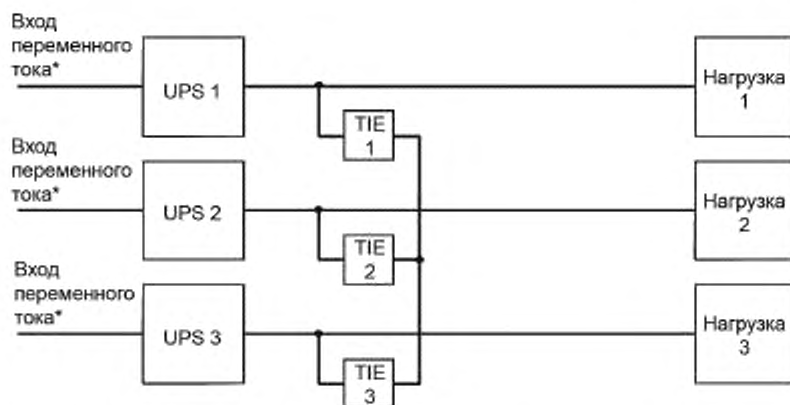 Вход
переменного
тока*
UPS 1
Нагрузка
1
TIE
1
Вход
переменного
тока*
UPS 2
Нагрузка
2
TIE
2
Вход
переменного
тока*
UPS 3
Нагрузка
3
TIE
3